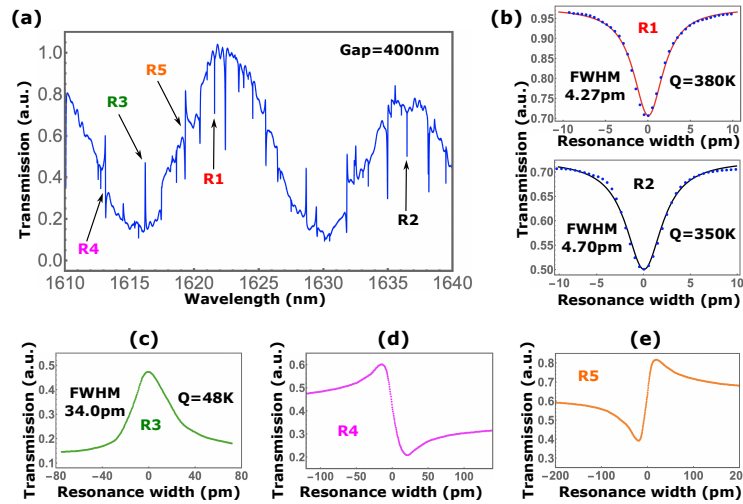 (a)
Gap=400nm
R5
R3
R1
R2
R4
Transmission (a.u.)
1.0
0.8
0.6
0.4
0.2
0.0
1610 1615 1620 1625 1630 1635 1640
Wavelength (nm)
(b)
R1
FWHM
4.27pm
Q=380K
Transmission (a.u.)
0.95
0.90
0.85
0.80
0.75
0.70
−10 −5 0 5 10
Resonance width (pm)
R2
FWHM
4.70pm
Q=350K
Transmission (a.u.)
0.70
0.65
0.60
0.55
0.50
−10 −5 0 5 10
Resonance width (pm)
(c)
FWHM
34.0pm
Q=48K
R3
Transmission (a.u.)
0.5
0.4
0.3
0.2
0.1
−80 −40 0 40 80
Resonance width (pm)
(d)
R4
Transmission (a.u.)
0.6
0.5
0.4
0.3
0.2
−100 −50 0 50 100
Resonance width (pm)
(e)
R5
Transmission (a.u.)
0.8
0.7
0.6
0.5
0.4
0.3
−200 −100 0 100 20
Resonance width (pm)